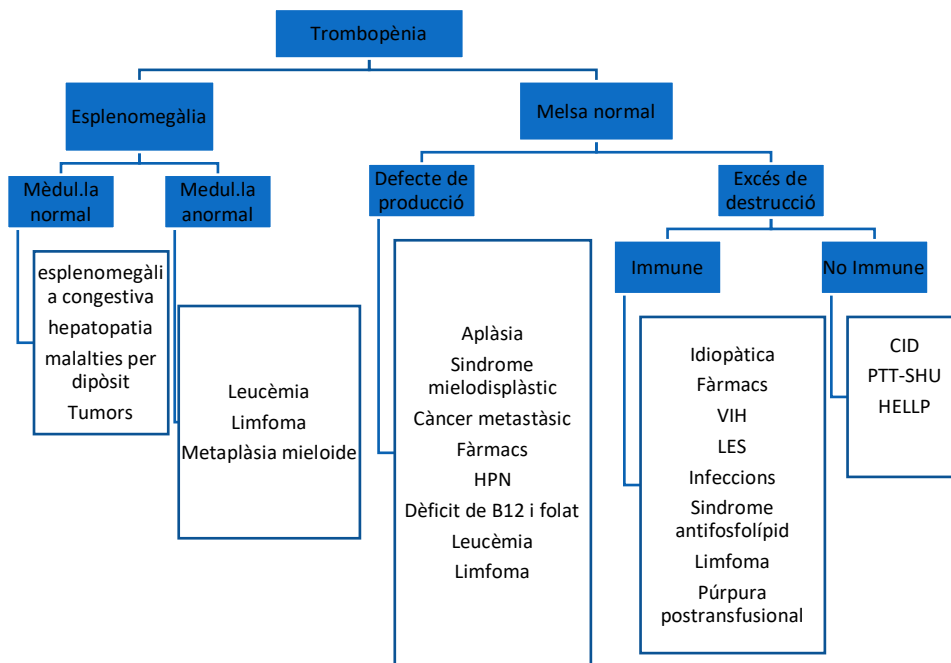 Trombopènia
Esplenomegàlia
Melsa normal
Mèdul.la
normal
Medul.la
anormal
Defecte de
producció
Excés de
destrucció
Immune
No Immune
esplenomegàli
a congestiva
hepatopatia
malalties per
dipòsit
Tumors
Leucèmia
Limfoma
Metaplàsia mieloide
Aplàsia
Sindrome
mielodisplàstic
Càncer metastàsic
Fàrmacs
HPN
Dèficit de B12 i folat
Leucèmia
Limfoma
Idiopàtica
Fàrmacs
VIH
LES
Infeccions
Sindrome
antifosfolípid
Limfoma
Púrpura
postransfusional
CID
PTT-SHU
HELLP